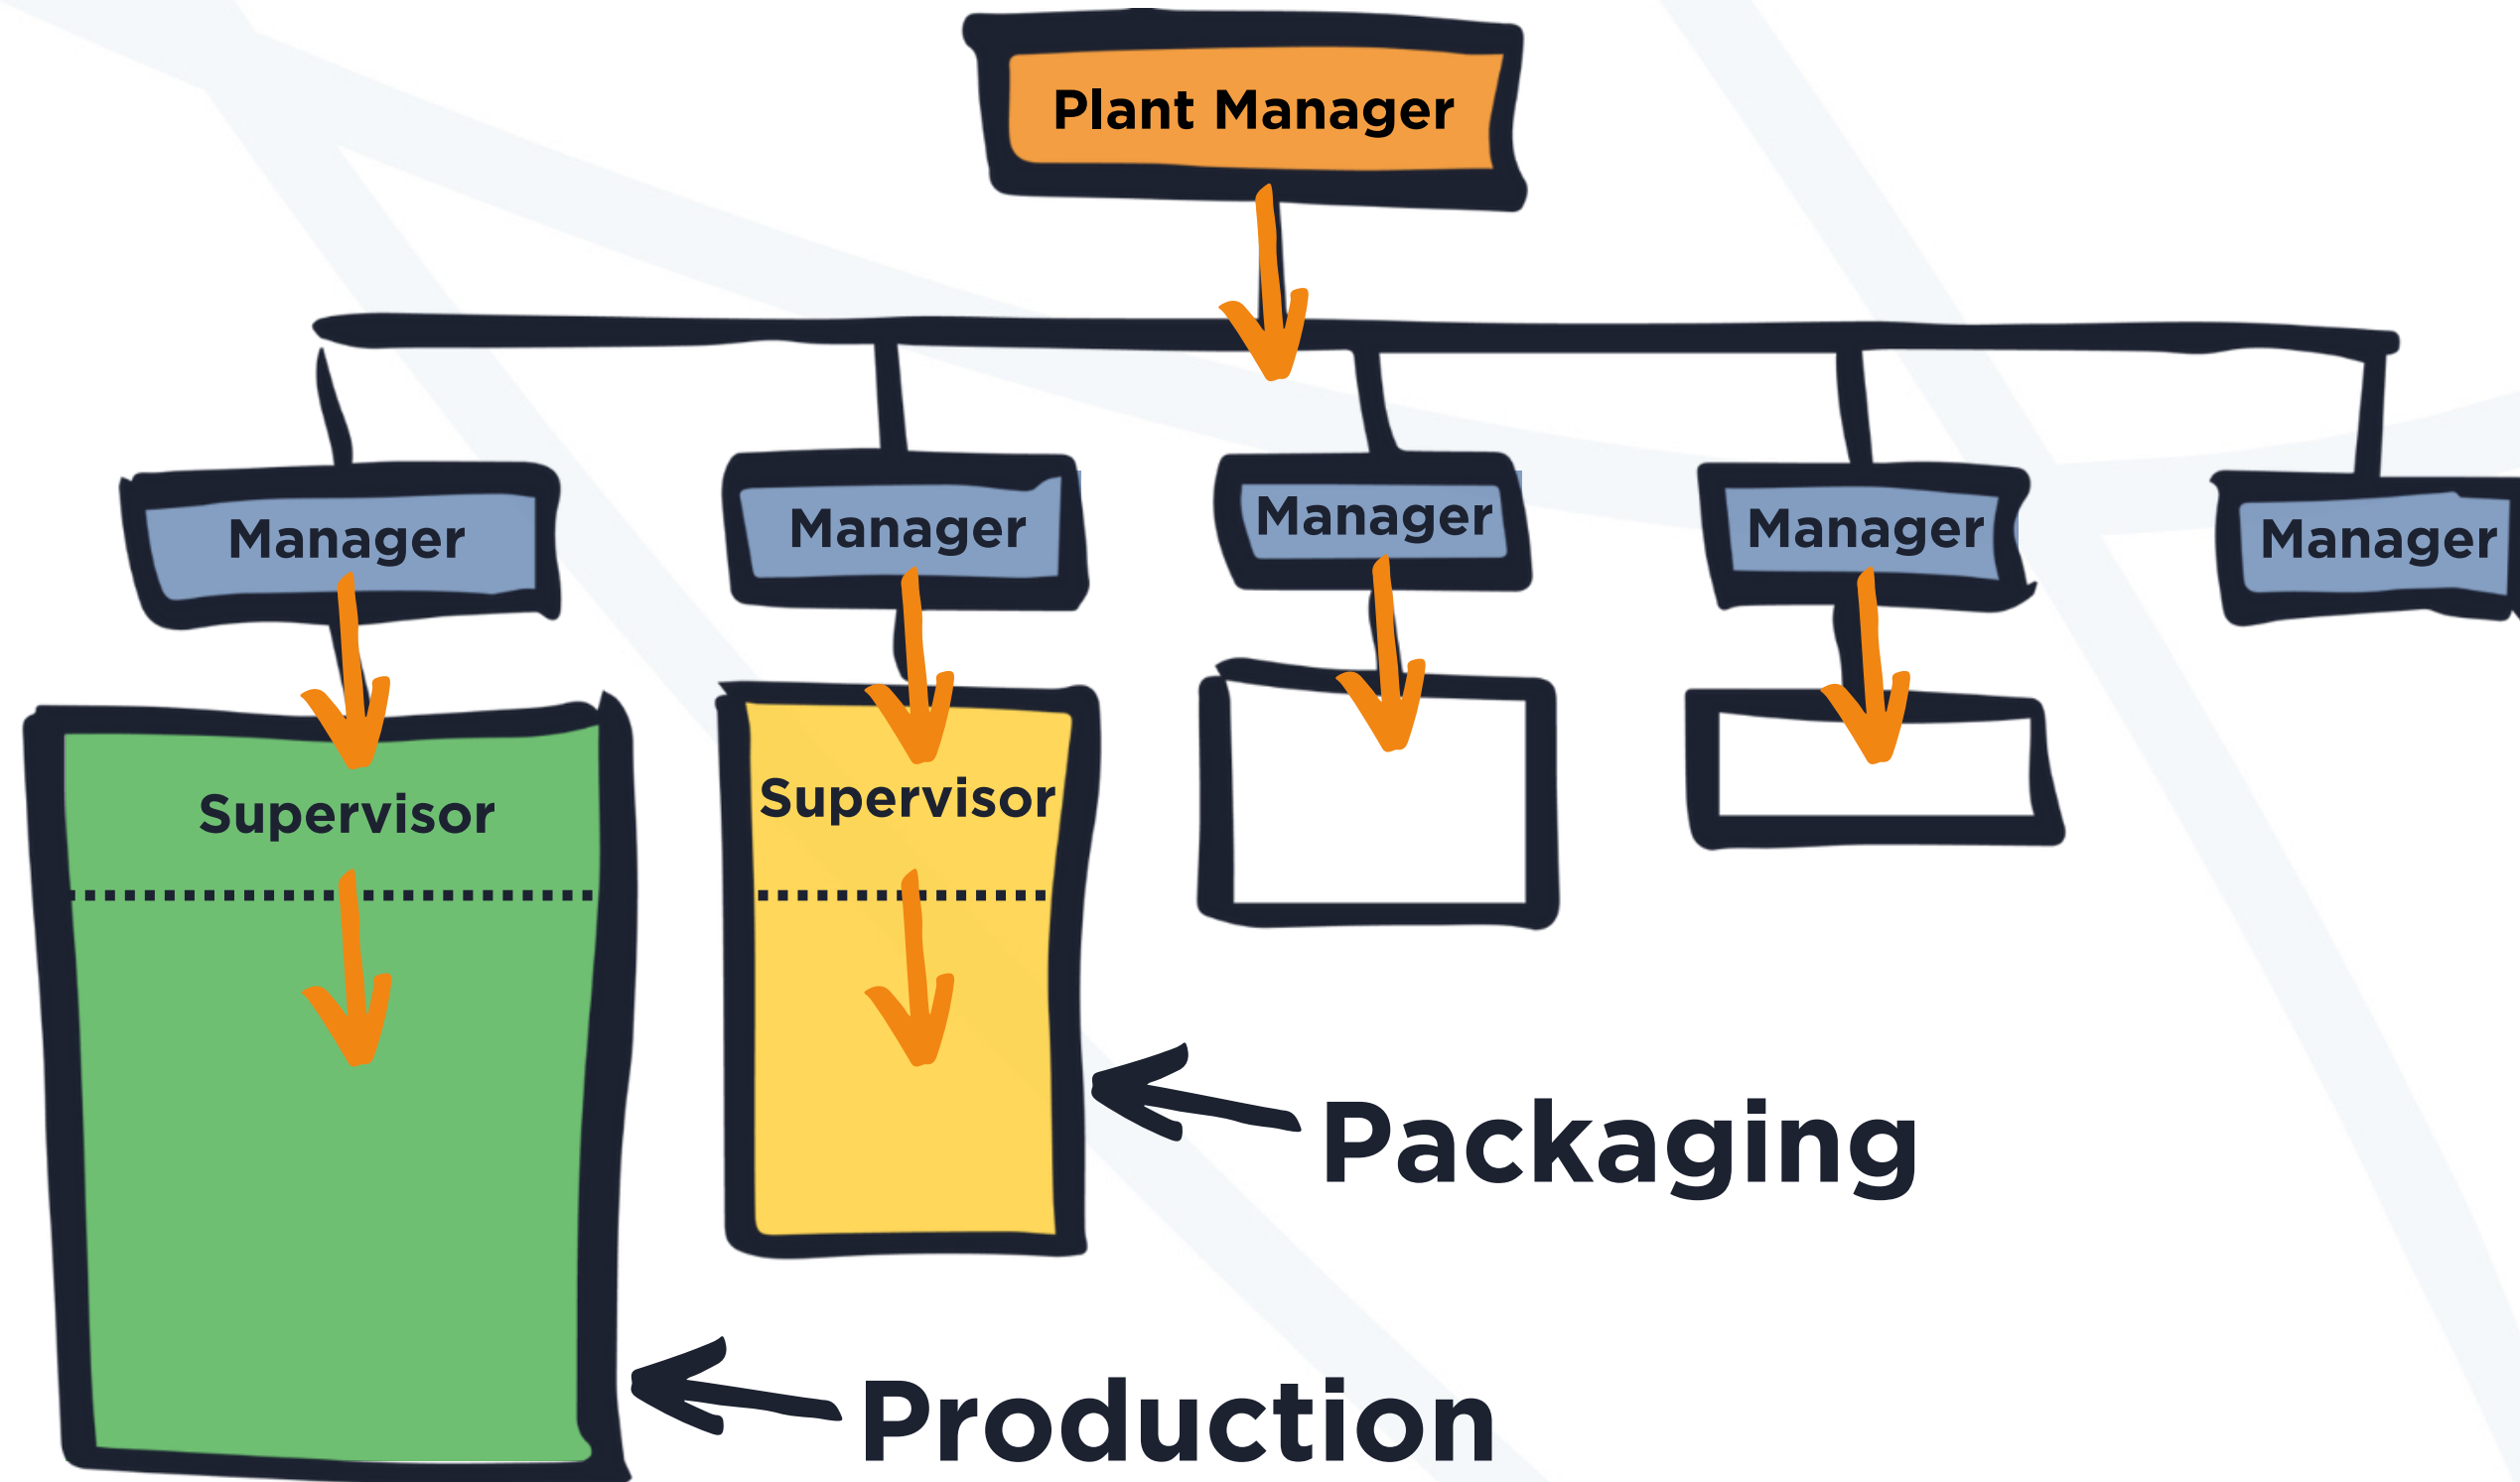 Plant Manager
Manager
Manager
Manager
Manager
Manager
Supervisor
Supervisor
Packaging
Production